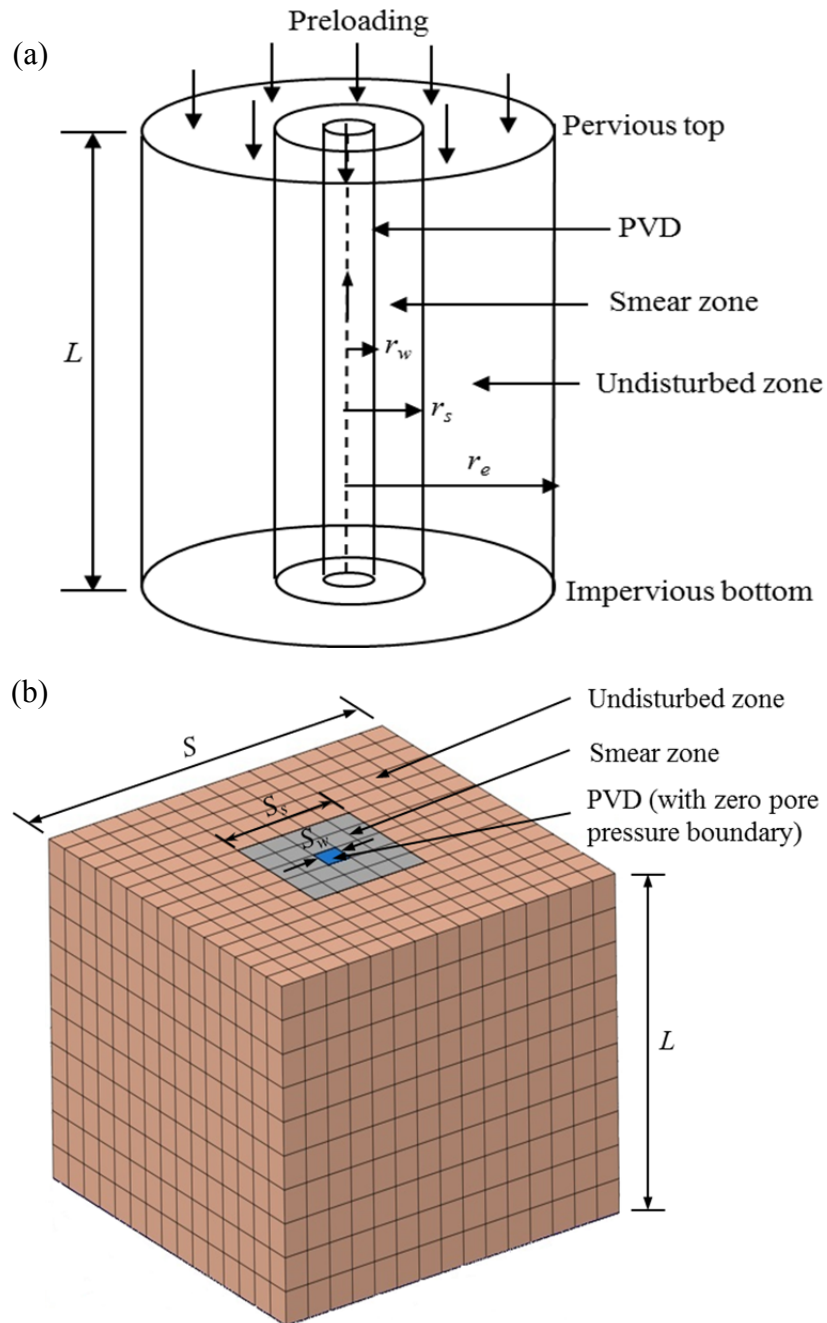 (a)
Preloading
Pervious top
PVD
Smear zone
L
r_w
Undisturbed zone
r_s
r_e
Impervious bottom
(b)
Undisturbed zone
S
Smear zone
S_s
PVD (with zero pore
pressure boundary)
S_w
L